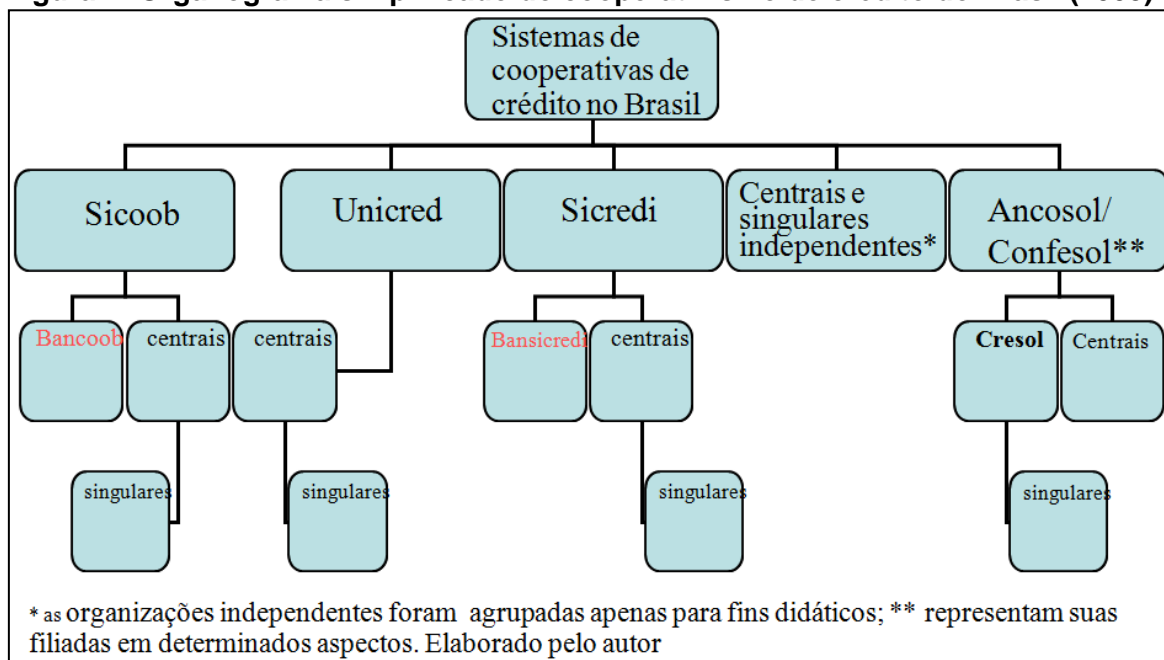 Sistemas de
cooperativas de
crédito no Brasil
Sicoob
Unicred
Sicredi
Centrais e
singulares
independentes*
Ancosol/
Confesol**
Bancoob
centrais
centrais
Bansicredi
centrais
Cresol
Centrais
singulares
singulares
singulares
singulares
* as organizações independentes foram agrupadas apenas para fins didáticos; ** representam suas
filiadas em determinados aspectos. Elaborado pelo autor